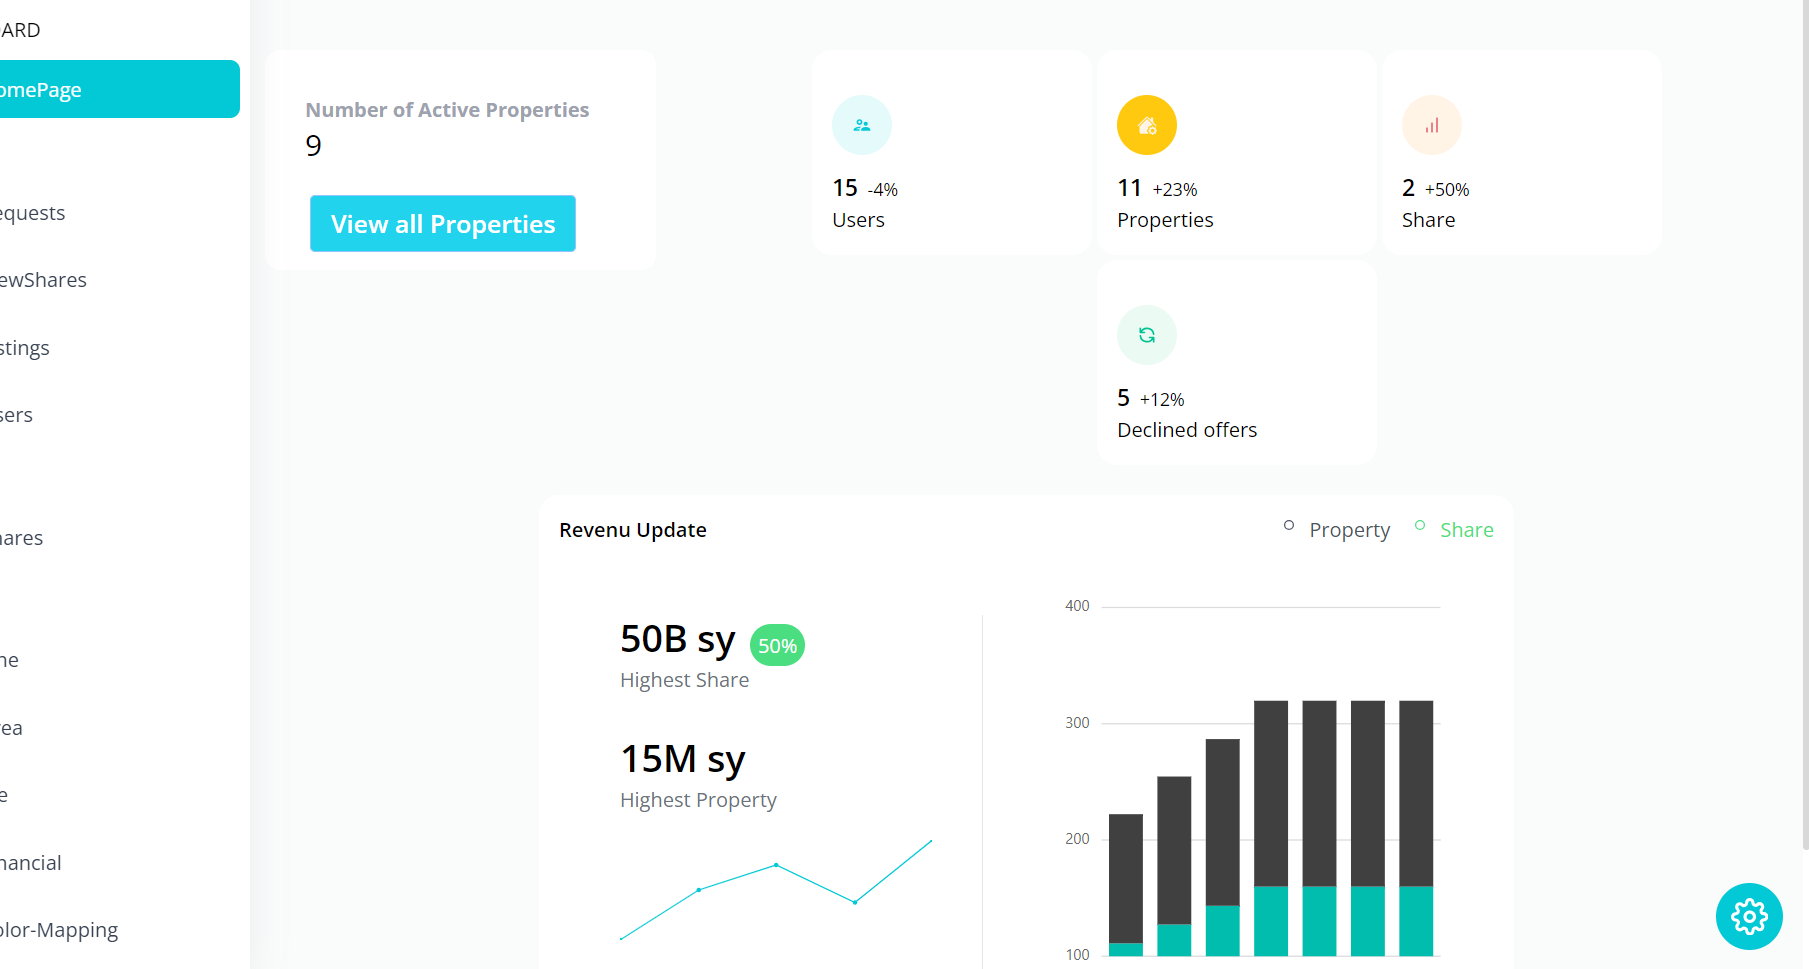 ARD
omePage
equests
ewShares
stings
sers
hares
ne
rea
e
nancial
olor-Mapping
Number of Active Properties
9
View all Properties
15 -4%
Users
11 +23%
Properties
2 +50%
Share
5 +12%
Declined offers
Revenu Update
Property Share
50B sy 50%
Highest Share
15M sy
Highest Property
400
300
200
100